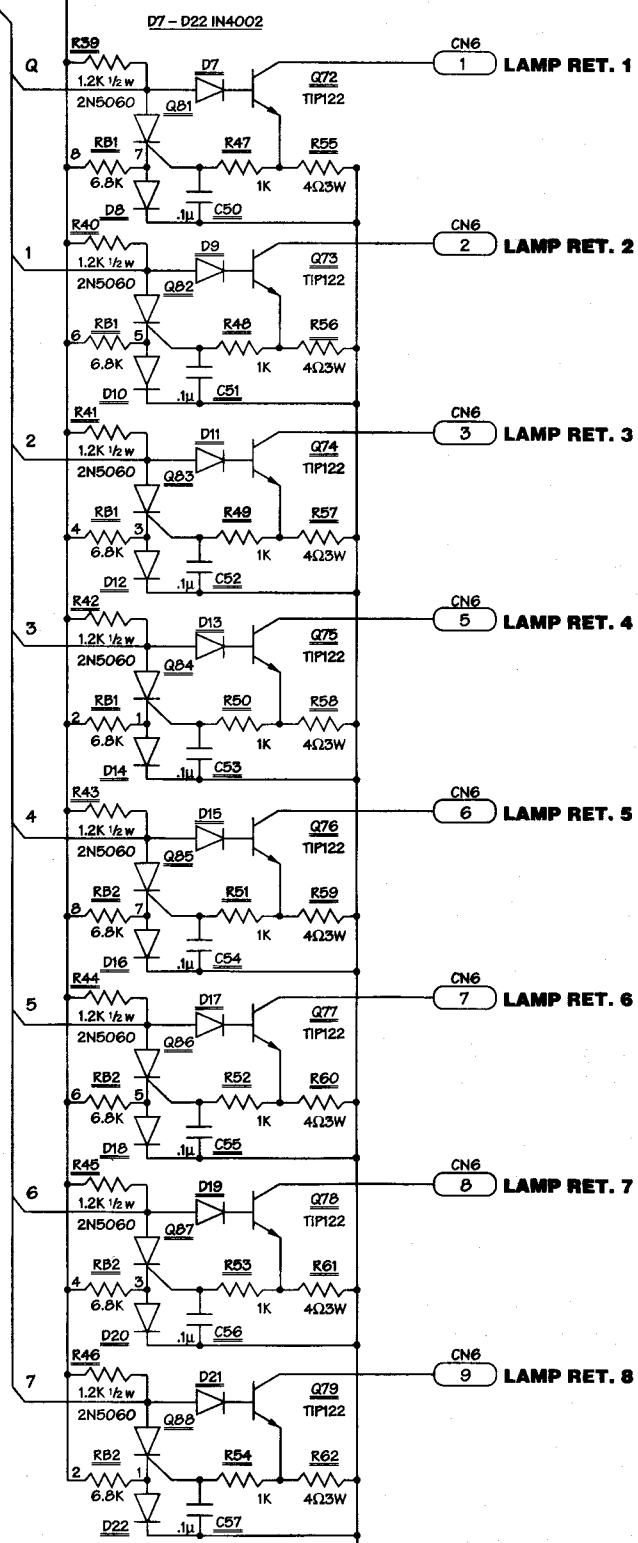 D7 – D22 IN4002
R39
Q
1.2K ½ W
2N5060
D7
Q81
Q72
TIP122
CN6
1 LAMP RET. 1
8 RB1 7
6.8K
D8
R47
1K
R55
4Ω3W
.1µ C50
R40
1
1.2K ½ W
2N5060
D9
Q82
Q73
TIP122
CN6
2 LAMP RET. 2
6 RB1 5
6.8K
D10
R48
1K
R56
4Ω3W
.1µ C51
R41
2
1.2K ½ W
2N5060
D11
Q83
Q74
TIP122
CN6
3 LAMP RET. 3
4 RB1 3
6.8K
D12
R49
1K
R57
4Ω3W
.1µ C52
R42
3
1.2K ½ W
2N5060
D13
Q84
Q75
TIP122
CN6
5 LAMP RET. 4
2 RB1 1
6.8K
D14
R50
1K
R58
4Ω3W
.1µ C53
R43
4
1.2K ½ W
2N5060
D15
Q85
Q76
TIP122
CN6
6 LAMP RET. 5
8 RB2 7
6.8K
D16
R51
1K
R59
4Ω3W
.1µ C54
R44
5
1.2K ½ W
2N5060
D17
Q86
Q77
TIP122
CN6
7 LAMP RET. 6
6 RB2 5
6.8K
D18
R52
1K
R60
4Ω3W
.1µ C55
R45
6
1.2K ½ W
2N5060
D19
Q87
Q78
TIP122
CN6
8 LAMP RET. 7
4 RB2 3
6.8K
D20
R53
1K
R61
4Ω3W
.1µ C56
R46
7
1.2K ½ W
2N5060
D21
Q88
Q79
TIP122
CN6
9 LAMP RET. 8
2 RB2 1
6.8K
D22
R54
1K
R62
4Ω3W
.1µ C57